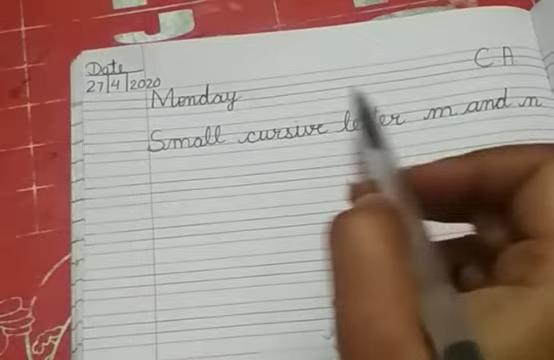 Date
27/4/2020
C A
Monday
Small cursive letter m and n